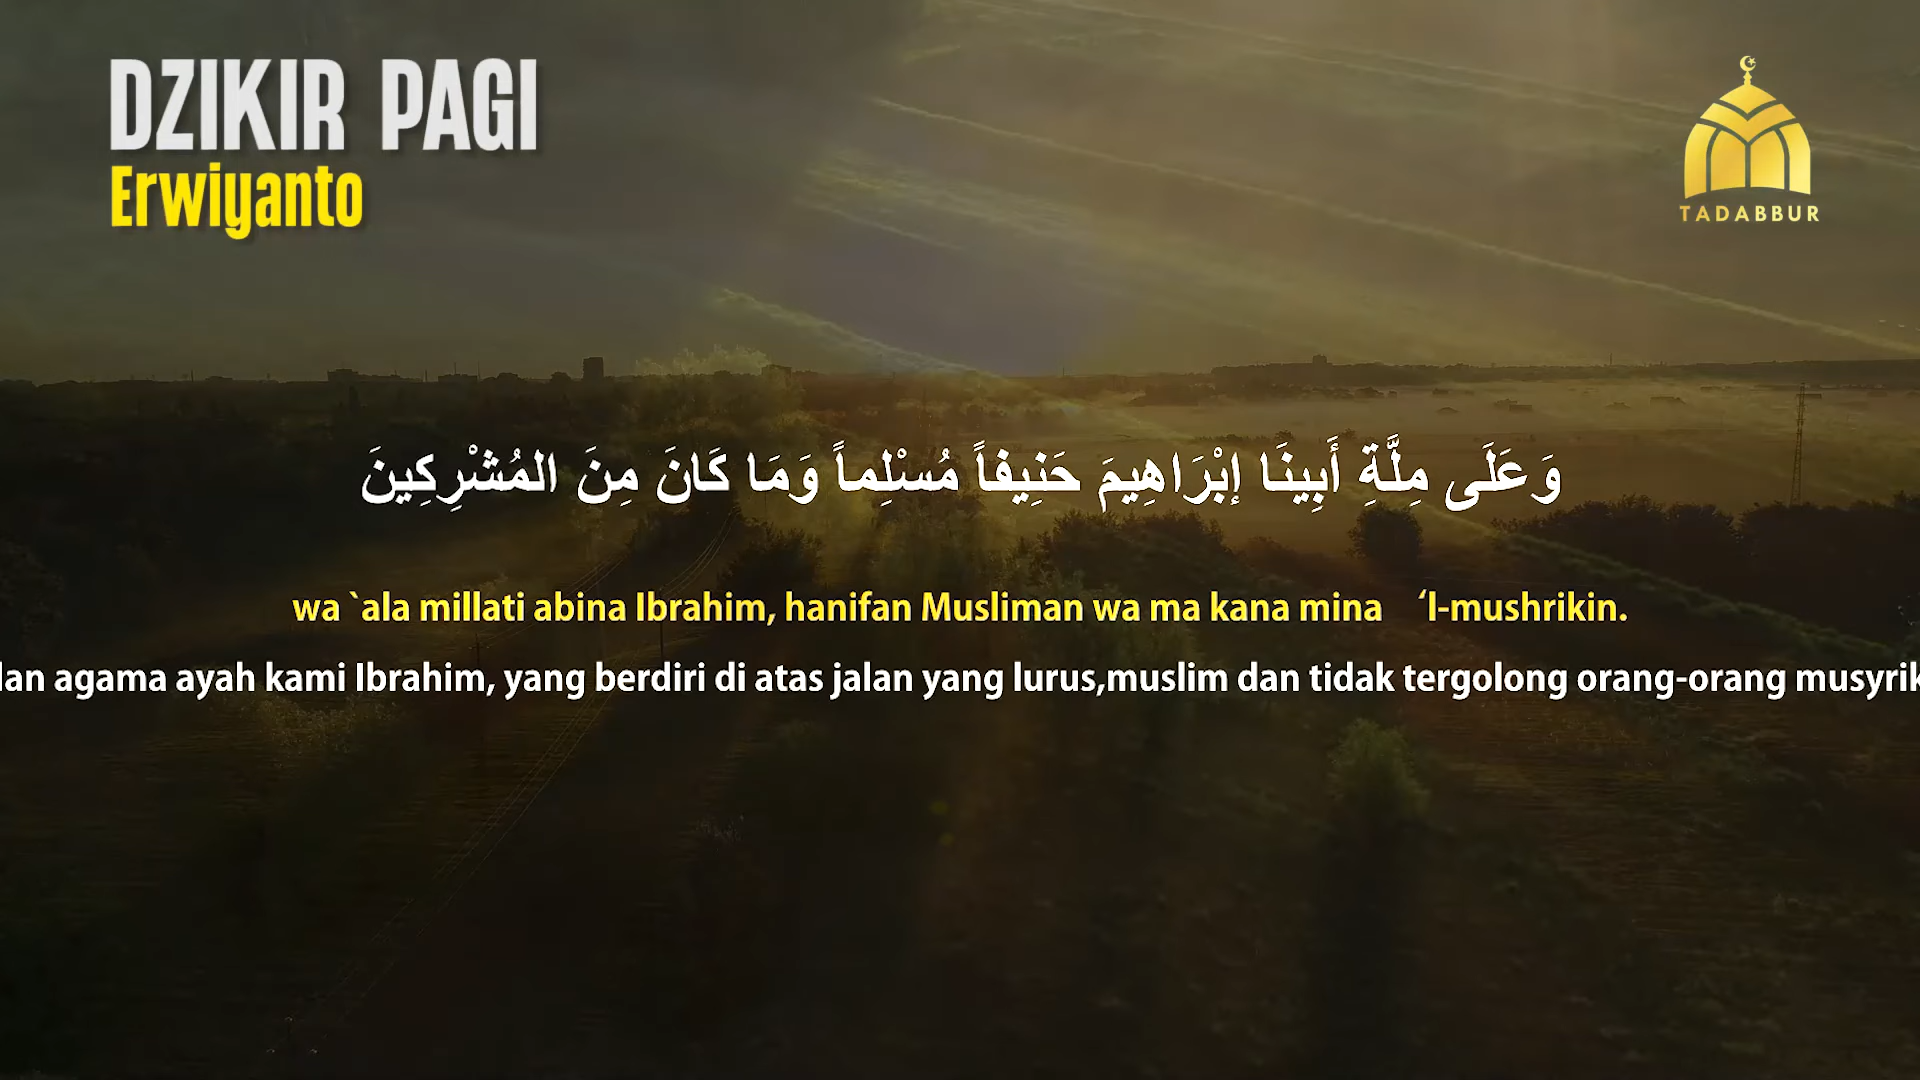 DZIKIR PAGI
Erwiyanto
TADABBUR
وَعَلَى مِلَّةِ أَبِينَا إبْرَاهِيمَ حَنِيفاً مُسْلِماً وَمَا كَانَ مِنَ المُشْرِكِينَ
wa `ala millati abina Ibrahim, hanifan Musliman wa ma kana mina ‘l-mushrikin.
agama ayah kami Ibrahim, yang berdiri di atas jalan yang lurus,muslim dan tidak tergolong orang-orang musyrik